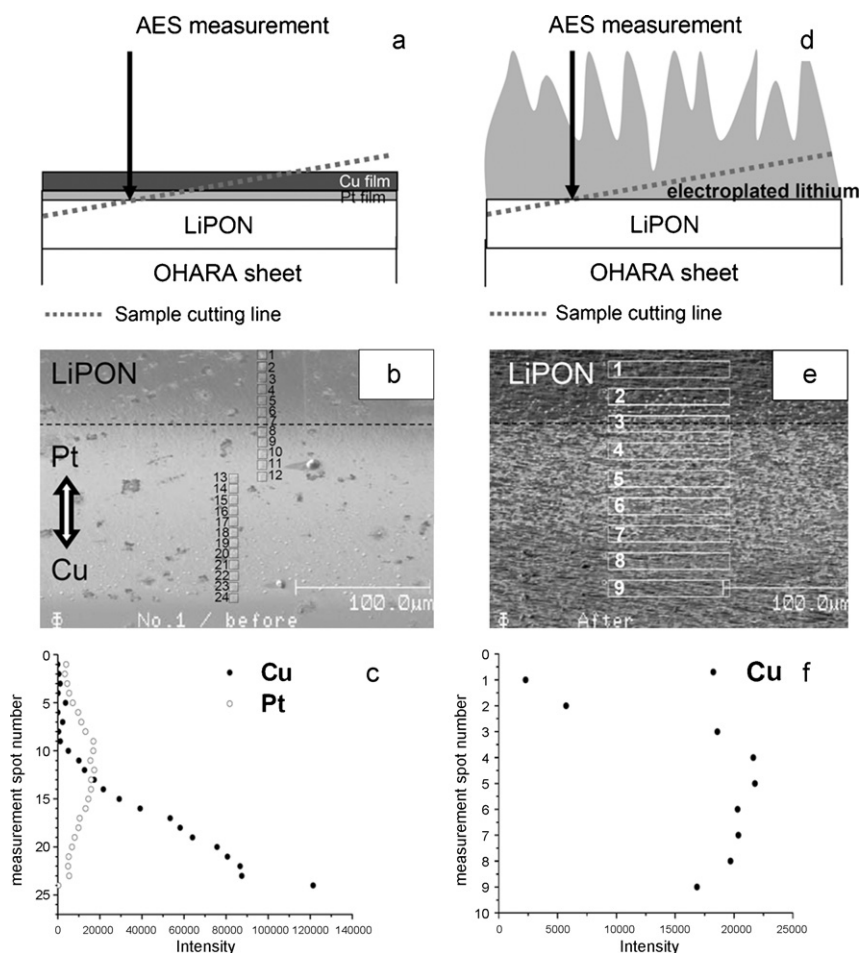 AES measurement
a
Cu film
Pt film
LiPON
OHARA sheet
Sample cutting line
AES measurement
d
electroplated lithium
LiPON
OHARA sheet
Sample cutting line
LiPON
b
Pt
Cu
1
2
3
4
5
6
7
8
9
10
11
12
13
14
15
16
17
18
19
20
21
22
23
24
100.0μm
Φ No.1 / before
LiPON
e
1
2
3
4
5
6
7
8
9
100.0μm
Φ After
c
Cu
Pt
measurement spot number
0
5
10
15
20
25
0 20000 40000 60000 80000 100000 120000 140000
Intensity
Cu
f
measurement spot number
0
1
2
3
4
5
6
7
8
9
10
0 5000 10000 15000 20000 25000
Intensity